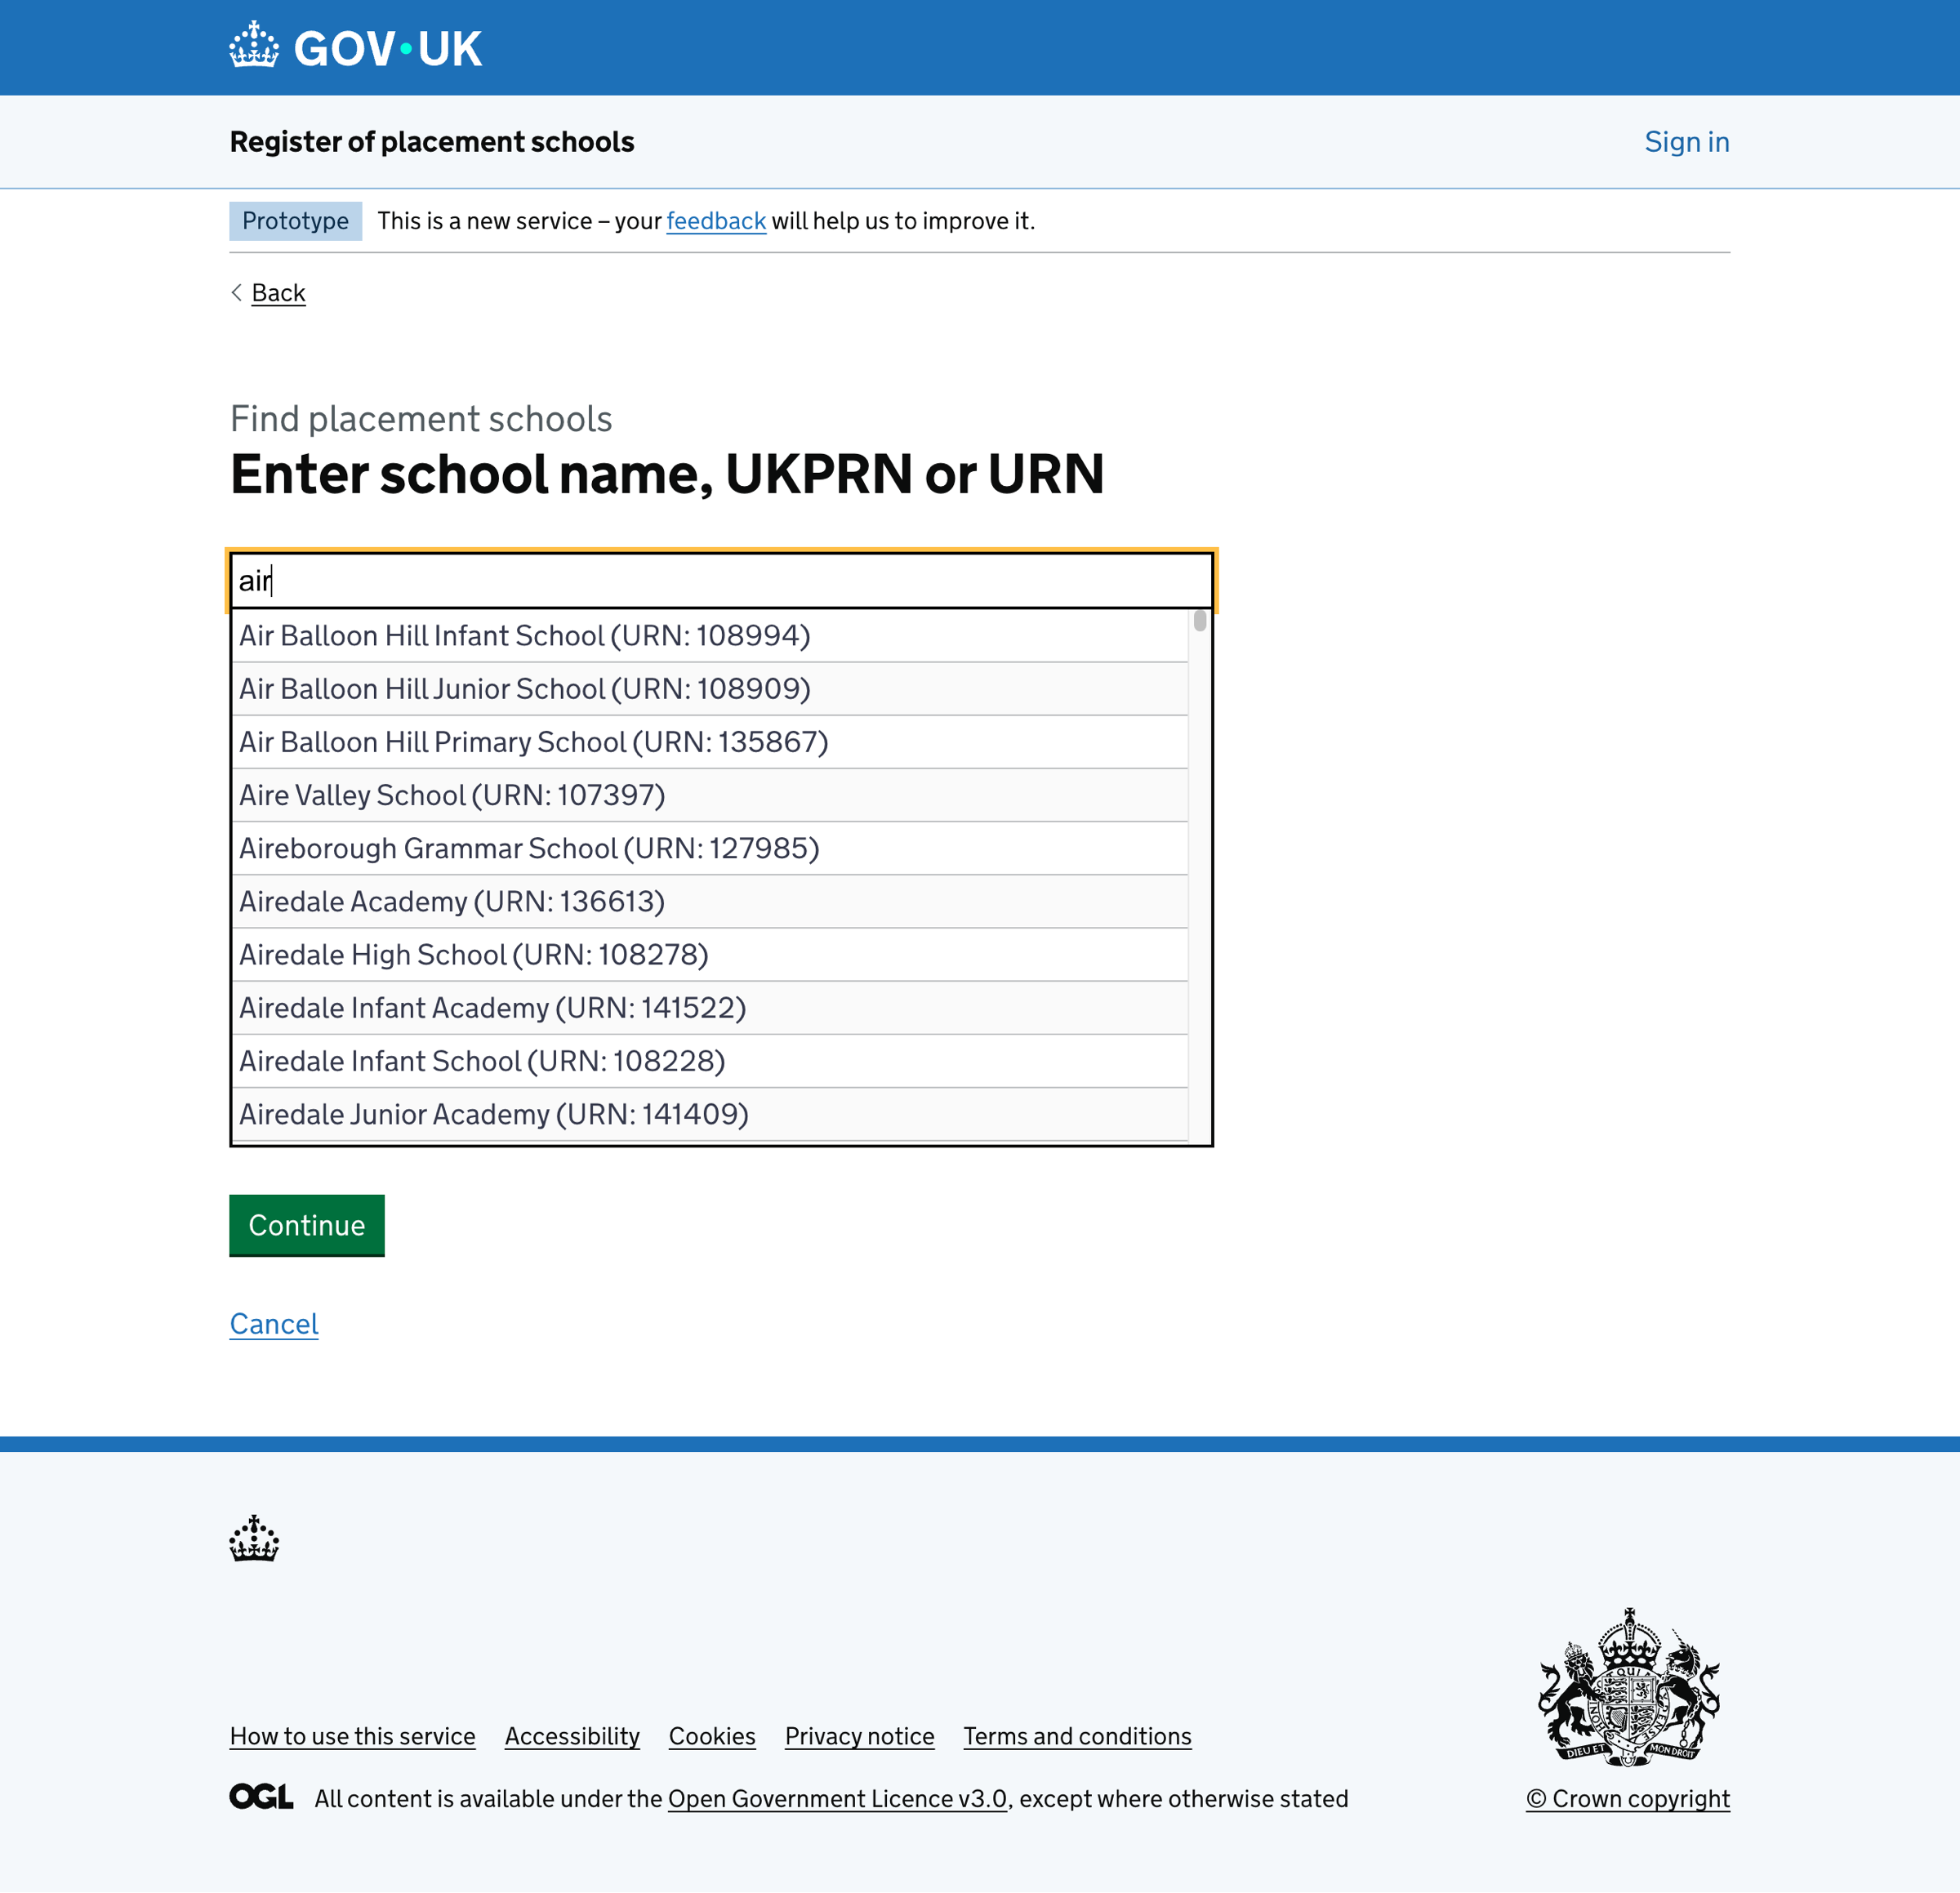 GOV•UK
Register of placement schools
Sign in
Prototype
This is a new service – your feedback will help us to improve it.
Back
Find placement schools
Enter school name, UKPRN or URN
air
Air Balloon Hill Infant School (URN: 108994)
Air Balloon Hill Junior School (URN: 108909)
Air Balloon Hill Primary School (URN: 135867)
Aire Valley School (URN: 107397)
Aireborough Grammar School (URN: 127985)
Airedale Academy (URN: 136613)
Airedale High School (URN: 108278)
Airedale Infant Academy (URN: 141522)
Airedale Infant School (URN: 108228)
Airedale Junior Academy (URN: 141409)
Continue
Cancel
How to use this service
Accessibility
Cookies
Privacy notice
Terms and conditions
DIEU ET MON DROIT
OGL
All content is available under the Open Government Licence v3.0, except where otherwise stated
© Crown copyright